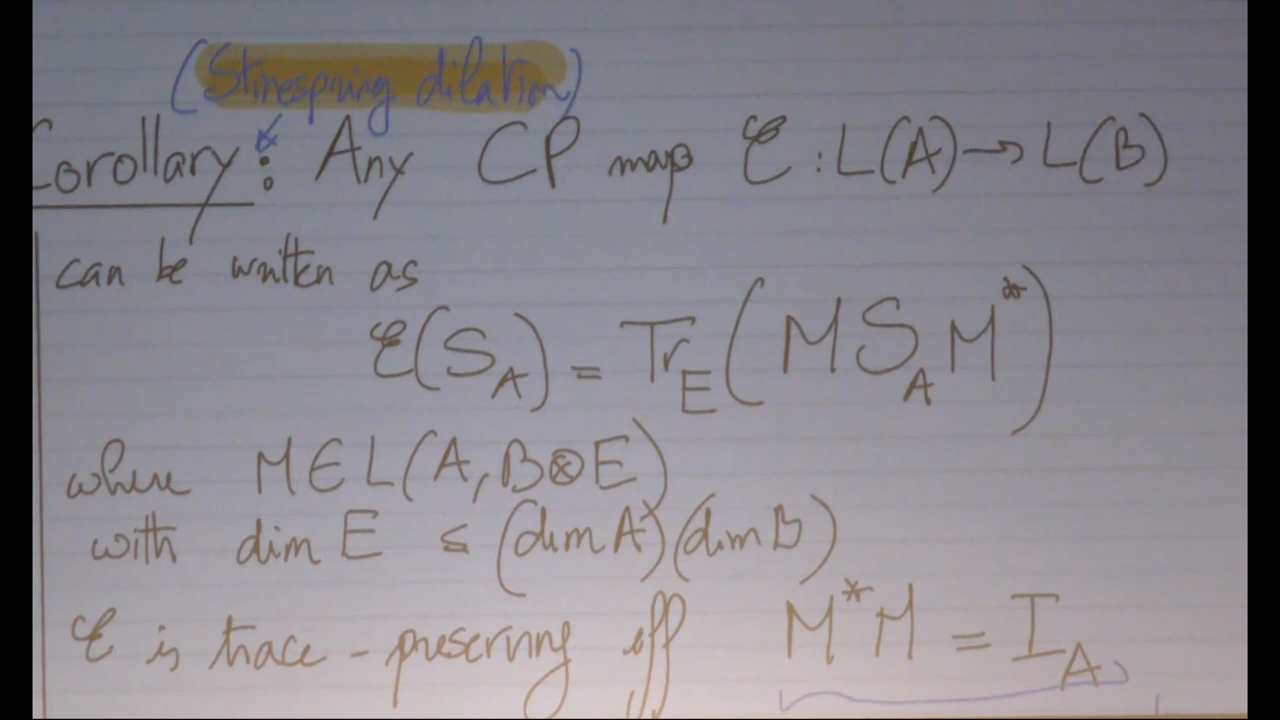 (Stinespring dilation)
Corollary: Any CP map ℰ : L(A) → L(B)
can be written as
ℰ(S_A) = Tr_E(M S_A M*)
where M ∈ L(A, B⊗E)
with dim E ≤ (dim A)(dim B)
ℰ is trace-preserving iff M*M = I_A